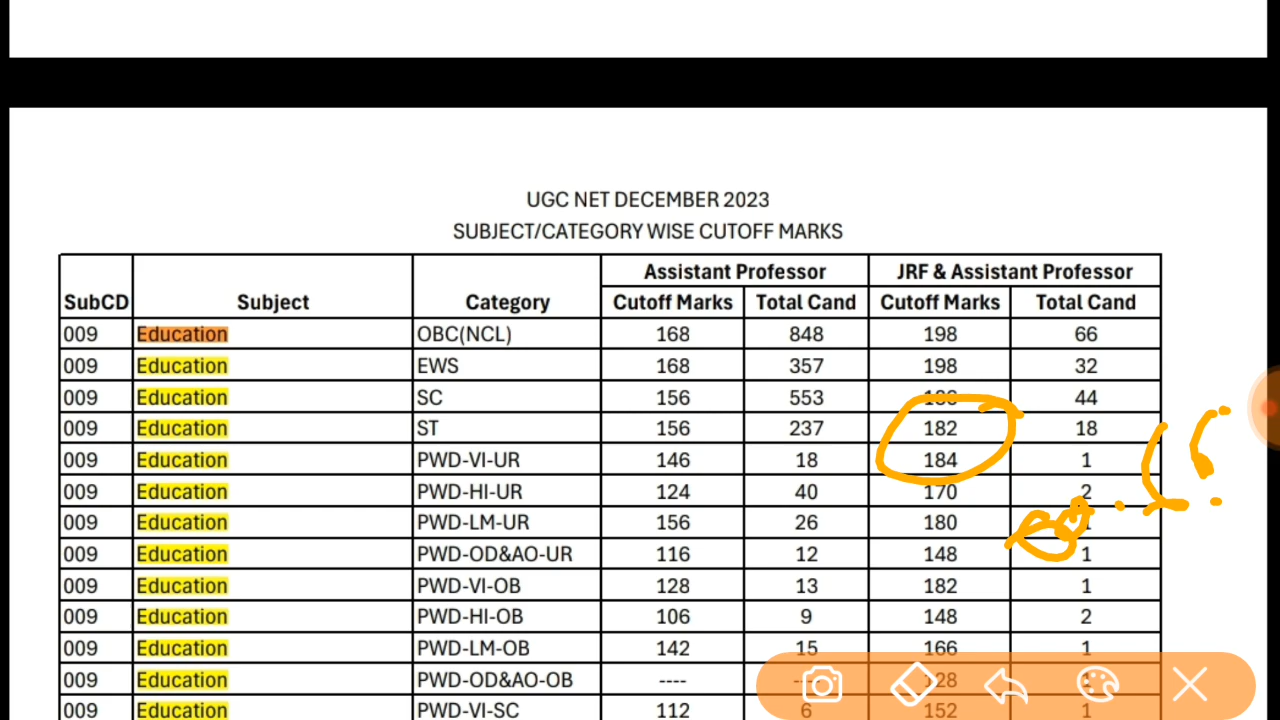 UGC NET DECEMBER 2023
SUBJECT/CATEGORY WISE CUTOFF MARKS
Assistant Professor JRF & Assistant Professor
SubCD Subject Category Cutoff Marks Total Cand Cutoff Marks Total Cand
009 Education OBC(NCL) 168 848 198 66
009 Education EWS 168 357 198 32
009 Education SC 156 553 44
009 Education ST 156 237 182 18
009 Education PWD-VI-UR 146 18 184 1
009 Education PWD-HI-UR 124 40 170 2
009 Education PWD-LM-UR 156 26 180
009 Education PWD-OD&AO-UR 116 12 148 1
009 Education PWD-VI-OB 128 13 182 1
009 Education PWD-HI-OB 106 9 148 2
009 Education PWD-LM-OB 142 15 166 1
009 Education PWD-OD&AO-OB ---- ---- 128 1
009 Education PWD-VI-SC 112 6 152 1